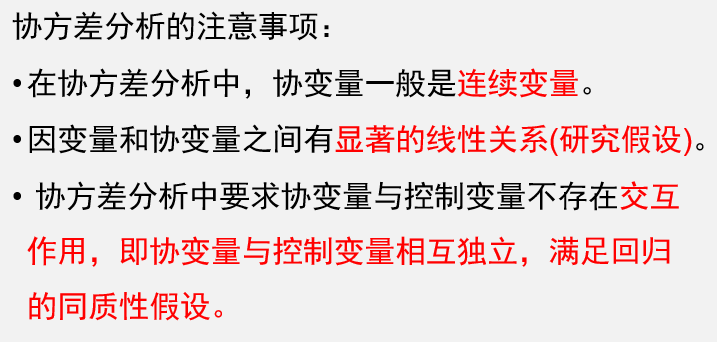 协方差分析的注意事项：
•在协方差分析中，协变量一般是连续变量。
•因变量和协变量之间有显著的线性关系(研究假设)。
• 协方差分析中要求协变量与控制变量不存在交互
作用，即协变量与控制变量相互独立，满足回归
的同质性假设。